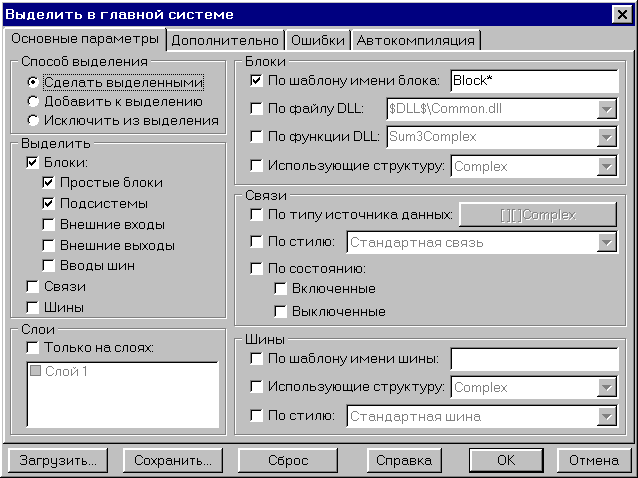 Выделить в главной системе
Основные параметры Дополнительно Ошибки Автокомпиляция
Способ выделения
Сделать выделенными
Добавить к выделению
Исключить из выделения
Выделить
Блоки:
Простые блоки
Подсистемы
Внешние входы
Внешние выходы
Вводы шин
Связи
Шины
Слои
Только на слоях:
Слой 1
Блоки
По шаблону имени блока: Block*
По файлу DLL: $DLL$\Common.dll
По функции DLL: Sum3Complex
Использующие структуру: Complex
Связи
По типу источника данных: [][]Complex
По стилю: Стандартная связь
По состоянию:
Включенные
Выключенные
Шины
По шаблону имени шины:
Использующие структуру: Complex
По стилю: Стандартная шина
Загрузить... Сохранить... Сброс Справка OK Отмена